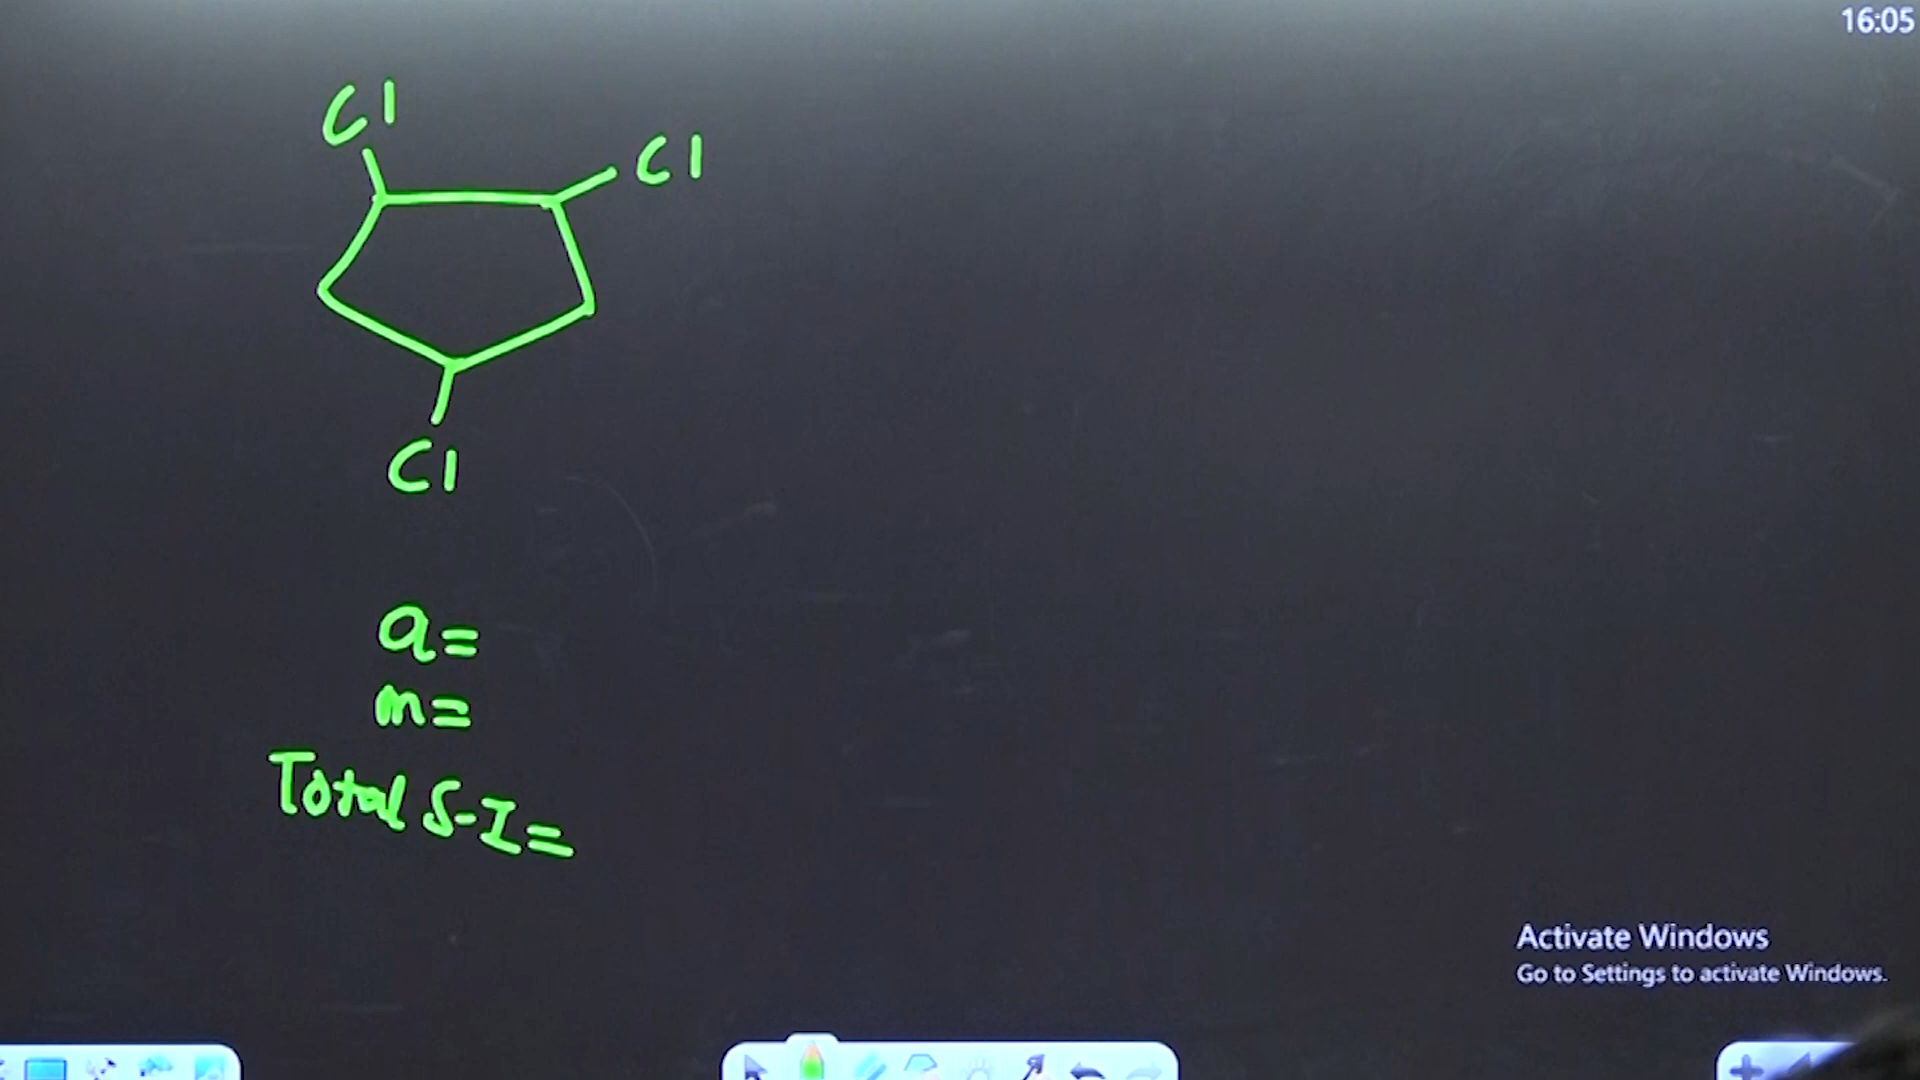 16:05
Cl
Cl
Cl
a=
m=
Total S-I=
Activate Windows
Go to Settings to activate Windows.